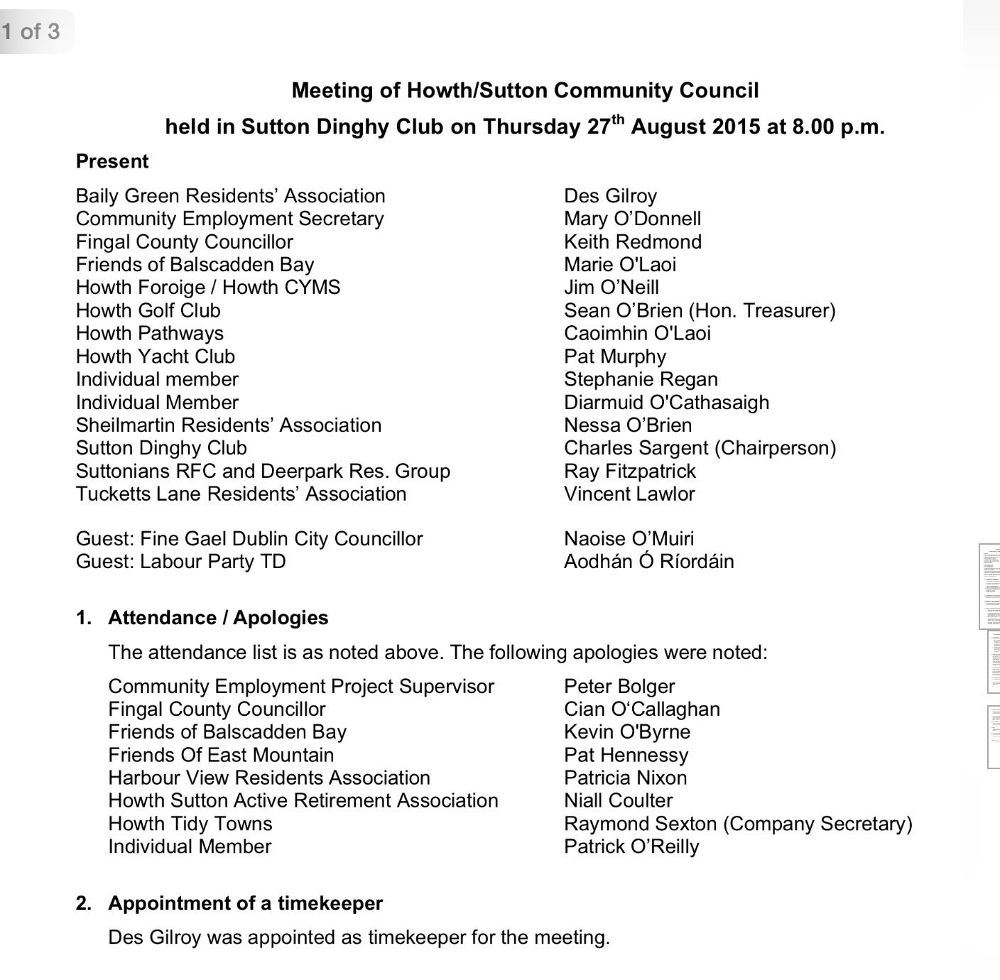 1 of 3
Meeting of Howth/Sutton Community Council
held in Sutton Dinghy Club on Thursday 27th August 2015 at 8.00 p.m.
Present
Baily Green Residents’ Association Des Gilroy
Community Employment Secretary Mary O’Donnell
Fingal County Councillor Keith Redmond
Friends of Balscadden Bay Marie O'Laoi
Howth Foroige / Howth CYMS Jim O’Neill
Howth Golf Club Sean O’Brien (Hon. Treasurer)
Howth Pathways Caoimhin O'Laoi
Howth Yacht Club Pat Murphy
Individual member Stephanie Regan
Individual Member Diarmuid O'Cathasaigh
Sheilmartin Residents’ Association Nessa O’Brien
Sutton Dinghy Club Charles Sargent (Chairperson)
Suttonians RFC and Deerpark Res. Group Ray Fitzpatrick
Tucketts Lane Residents’ Association Vincent Lawlor
Guest: Fine Gael Dublin City Councillor Naoise O’Muiri
Guest: Labour Party TD Aodhán Ó Ríordáin
1. Attendance / Apologies
The attendance list is as noted above. The following apologies were noted:
Community Employment Project Supervisor Peter Bolger
Fingal County Councillor Cian O‘Callaghan
Friends of Balscadden Bay Kevin O'Byrne
Friends Of East Mountain Pat Hennessy
Harbour View Residents Association Patricia Nixon
Howth Sutton Active Retirement Association Niall Coulter
Howth Tidy Towns Raymond Sexton (Company Secretary)
Individual Member Patrick O’Reilly
2. Appointment of a timekeeper
Des Gilroy was appointed as timekeeper for the meeting.